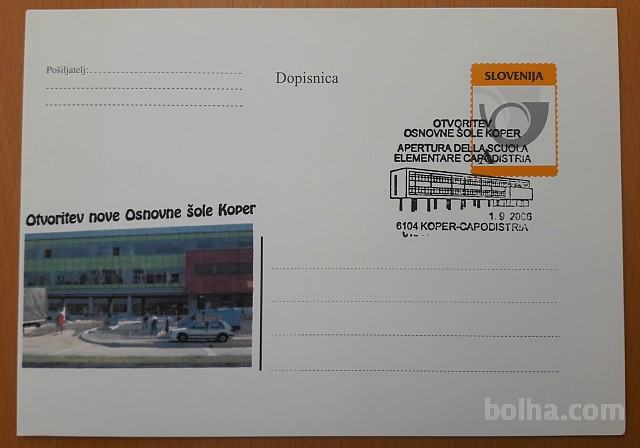 Pošiljatelj:
Dopisnica
SLOVENIJA
OTVORITEV
OSNOVNE ŠOLE KOPER
APERTURA DELLA SCUOLA
ELEMENTARE CAPODISTRIA
1. 9. 2006
6104 KOPER-CAPODISTRIA
Otvoritev nove Osnovne šole Koper
bolha.com